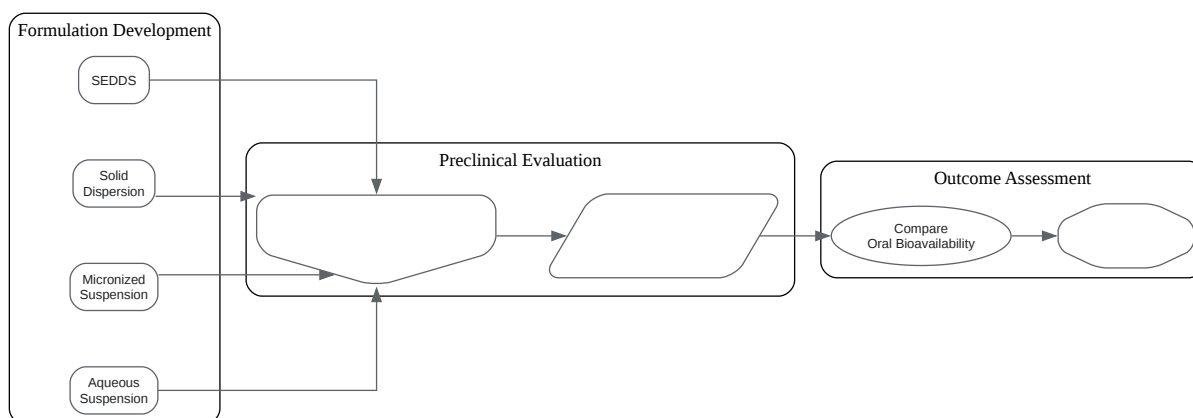 Formulation Development
SEDDS
Solid
Dispersion
Micronized
Suspension
Aqueous
Suspension
Preclinical Evaluation
Outcome Assessment
Compare
Oral Bioavailability